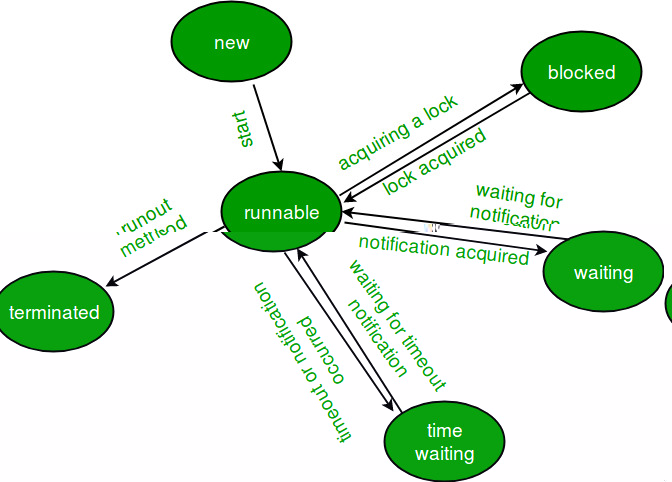 new
blocked
start
acquiring a lock
lock acquired
runnable
waiting for
notification
notification acquired
waiting
runout
method
terminated
waiting for timeout
notification
timeout or notification
occurred
time
waiting